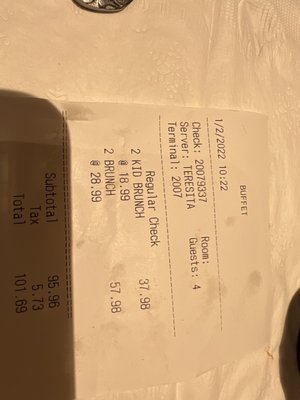 BUFFET
1/2/2022 10:22
Check: 20079337 Room:
Server: TERESITA Guests: 4
Terminal: 2007
Regular Check
2 KID BRUNCH 37.98
@ 18.99
2 BRUNCH 57.98
@ 28.99
Subtotal 95.96
Tax 5.73
Total 101.69